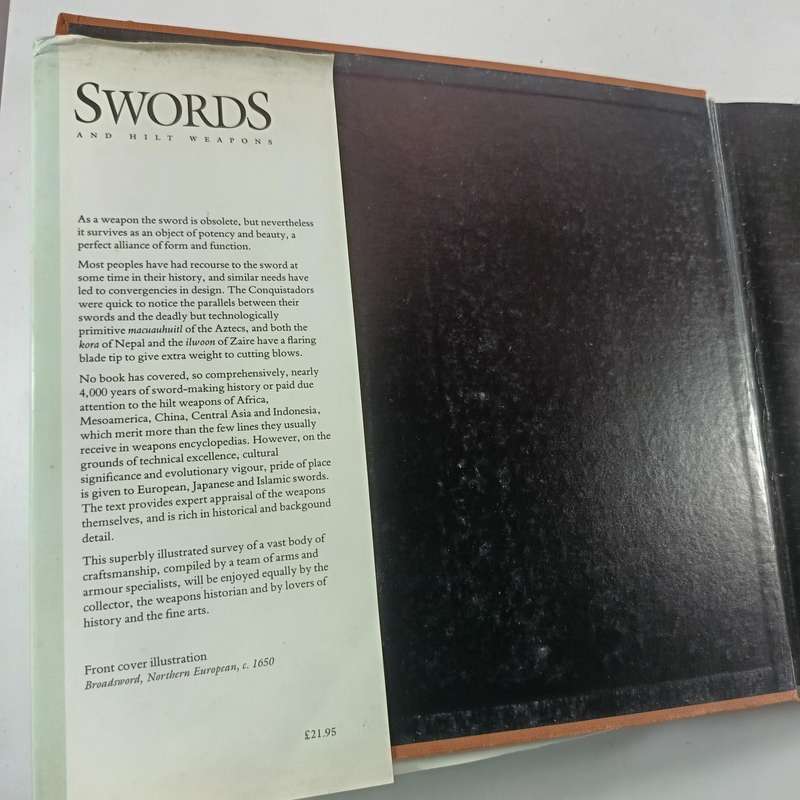 SWORDS
AND HILT WEAPONS
As a weapon the sword is obsolete, but nevertheless
it survives as an object of potency and beauty, a
perfect alliance of form and function.
Most peoples have had recourse to the sword at
some time in their history, and similar needs have
led to convergencies in design. The Conquistadors
were quick to notice the parallels between their
swords and the deadly but technologically
primitive macuauhuitl of the Aztecs, and both the
kora of Nepal and the ilwoon of Zaire have a flaring
blade tip to give extra weight to cutting blows.
No book has covered, so comprehensively, nearly
4,000 years of sword-making history or paid due
attention to the hilt weapons of Africa,
Mesoamerica, China, Central Asia and Indonesia,
which merit more than the few lines they usually
receive in weapons encyclopedias. However, on the
grounds of technical excellence, cultural
significance and evolutionary vigour, pride of place
is given to European, Japanese and Islamic swords.
The text provides expert appraisal of the weapons
themselves, and is rich in historical and backgound
detail.
This superbly illustrated survey of a vast body of
craftsmanship, compiled by a team of arms and
armour specialists, will be enjoyed equally by the
collector, the weapons historian and by lovers of
history and the fine arts.
Front cover illustration
Broadsword, Northern European, c. 1650
£21.95